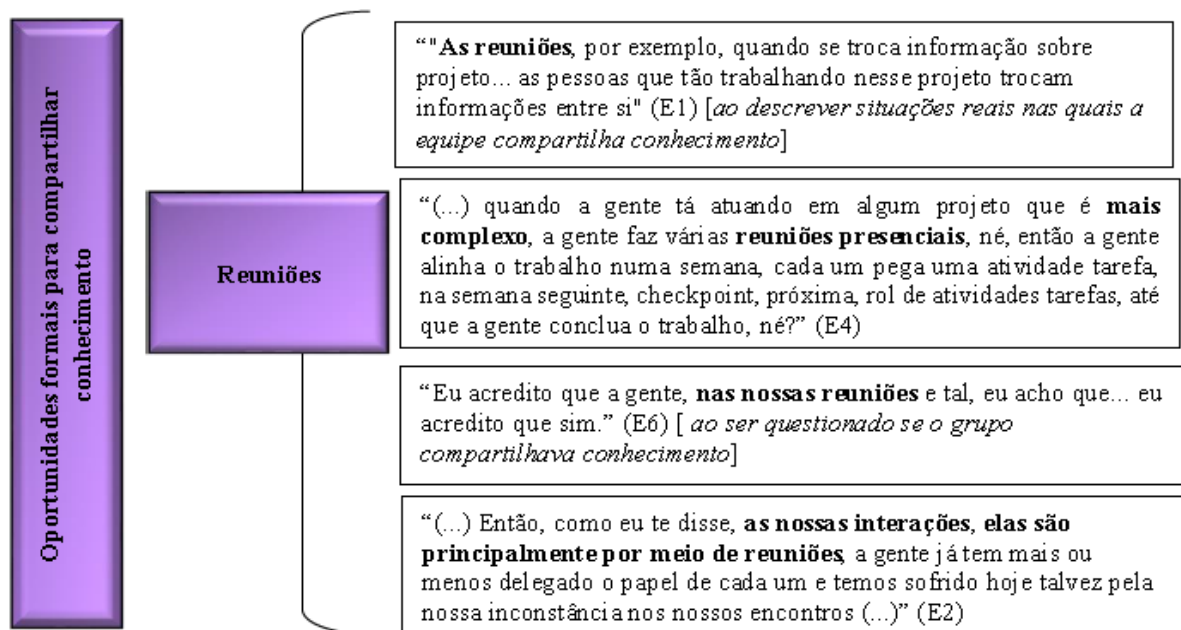 Oportunidades formais para compartilhar
conhecimento
Reuniões
“"As reuniões, por exemplo, quando se troca informação sobre
projeto... as pessoas que tão trabalhando nesse projeto trocam
informações entre si" (E1) [ao descrever situações reais nas quais a
equipe compartilha conhecimento]
“(...) quando a gente tá atuando em algum projeto que é mais
complexo, a gente faz várias reuniões presenciais, né, então a gente
alinha o trabalho numa semana, cada um pega uma atividade tarefa,
na semana seguinte, checkpoint, próxima, rol de atividades tarefas, até
que a gente conclua o trabalho, né?” (E4)
“Eu acredito que a gente, nas nossas reuniões e tal, eu acho que... eu
acredito que sim.” (E6) [ ao ser questionado se o grupo
compartilhava conhecimento]
“(...) Então, como eu te disse, as nossas interações, elas são
principalmente por meio de reuniões, a gente já tem mais ou
menos delegado o papel de cada um e temos sofrido hoje talvez pela
nossa inconstância nos nossos encontros (...)” (E2)